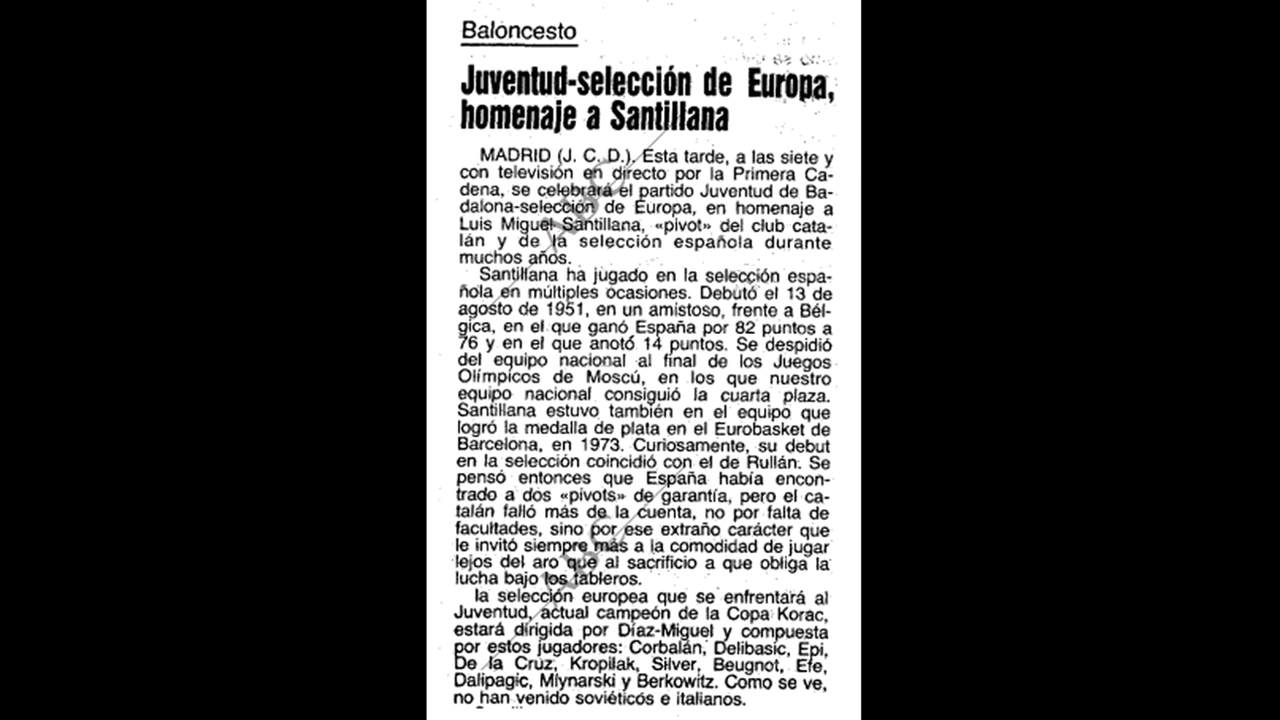 Baloncesto
Juventud-selección de Europa,
homenaje a Santillana
MADRID (J. C. D.). Esta tarde, a las siete y
con televisión en directo por la Primera Ca-
dena, se celebrará el partido Juventud de Ba-
dalona-selección de Europa, en homenaje a
Luis Miguel Santillana, «pivot» del club cata-
lán y de la selección española durante
muchos años.
Santillana ha jugado en la selección espa-
ñola en múltiples ocasiones. Debutó el 13 de
agosto de 1951, en un amistoso, frente a Bél-
gica, en el que ganó España por 82 puntos a
76 y en el que anotó 14 puntos. Se despidió
del equipo nacional al final de los Juegos
Olímpicos de Moscú, en los que nuestro
equipo nacional consiguió la cuarta plaza.
Santillana estuvo también en el equipo que
logró la medalla de plata en el Eurobasket de
Barcelona, en 1973. Curiosamente, su debut
en la selección coincidió con el de Rullán. Se
pensó entonces que España había encon-
trado a dos «pivots» de garantía, pero el ca-
talán falló más de la cuenta, no por falta de
facultades, sino por ese extraño carácter que
le invitó siempre más a la comodidad de jugar
lejos del aro que al sacrificio a que obliga la
lucha bajo los tableros.
la selección europea que se enfrentará al
Juventud, actual campeón de la Copa Korac,
estará dirigida por Díaz-Miguel y compuesta
por estos jugadores: Corbalán, Delibasic, Epi,
De la Cruz, Kropilak, Silver, Beugnot, Efe,
Dalipagic, Mlynarski y Berkowitz. Como se ve,
no han venido soviéticos e italianos.
ABC
ABC